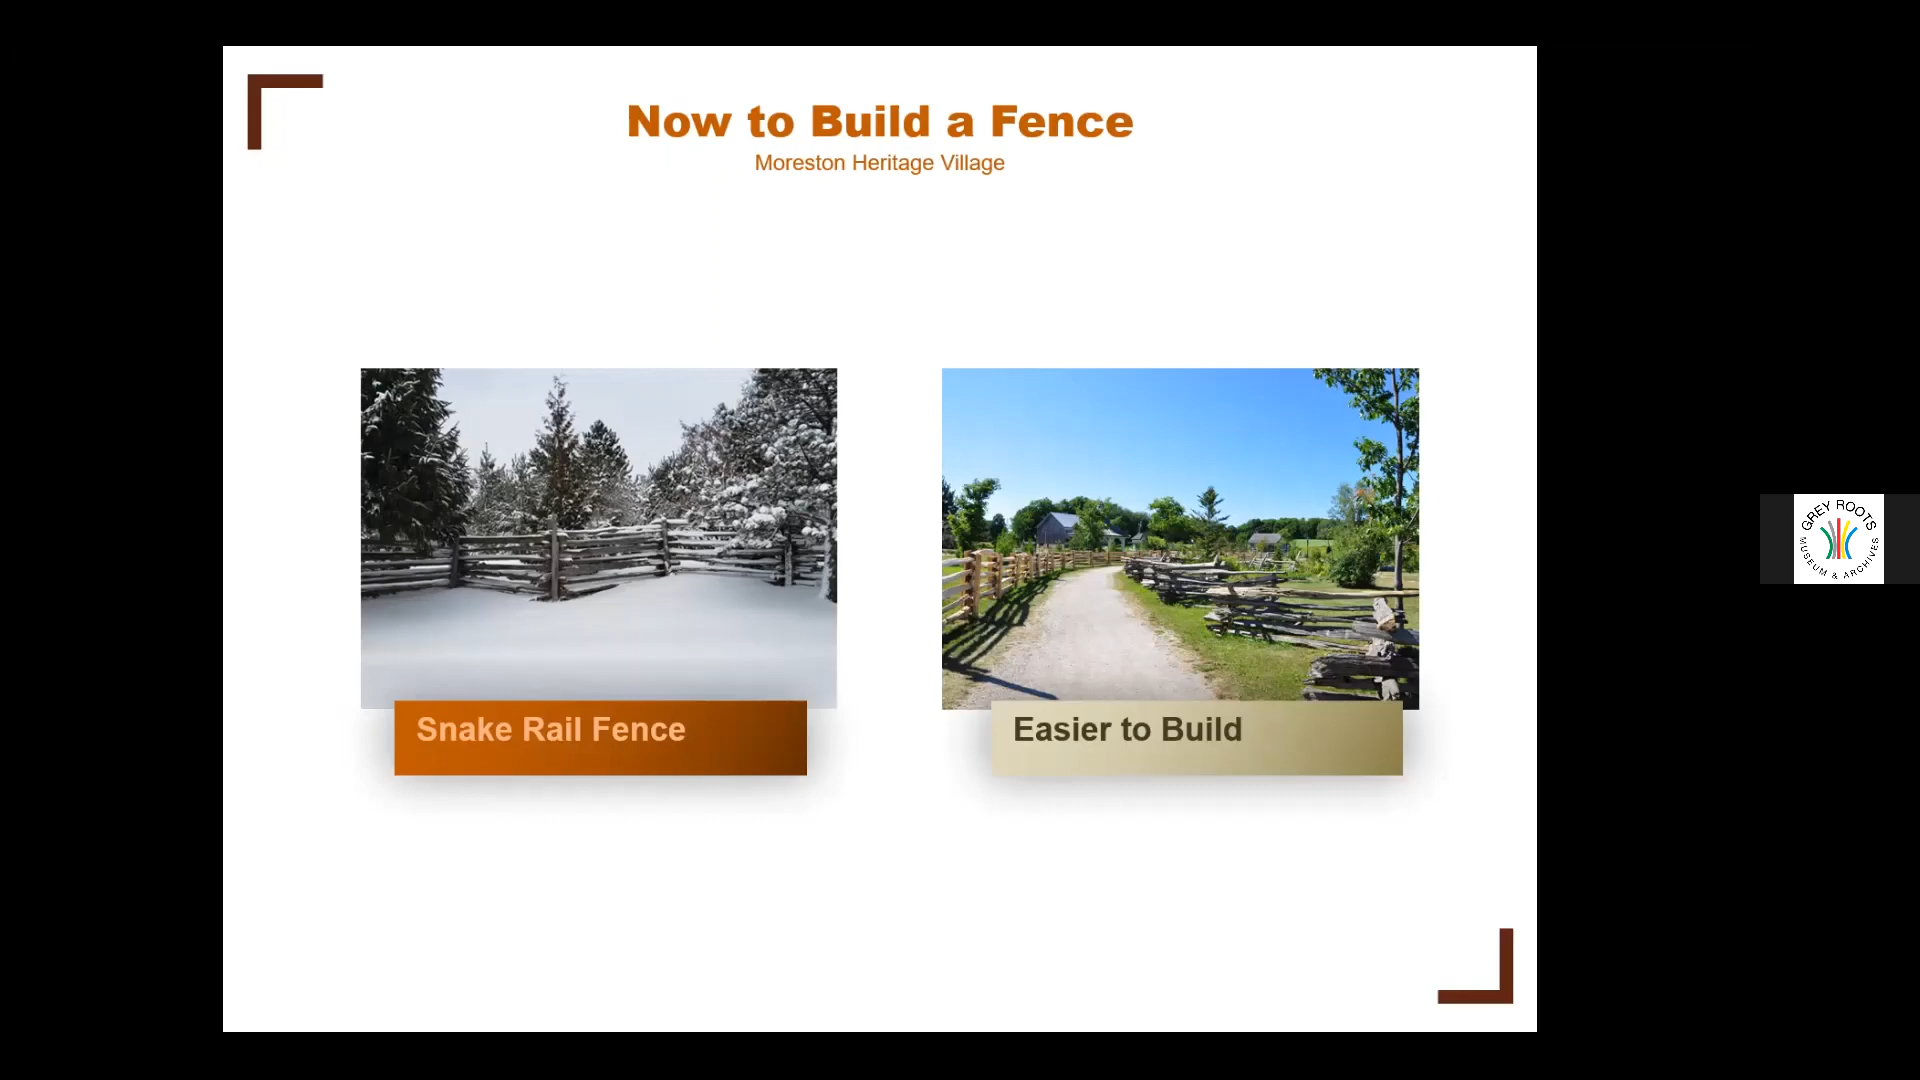 Now to Build a Fence
Moreston Heritage Village
Snake Rail Fence
Easier to Build
GREY ROOTS
MUSEUM & ARCHIVES